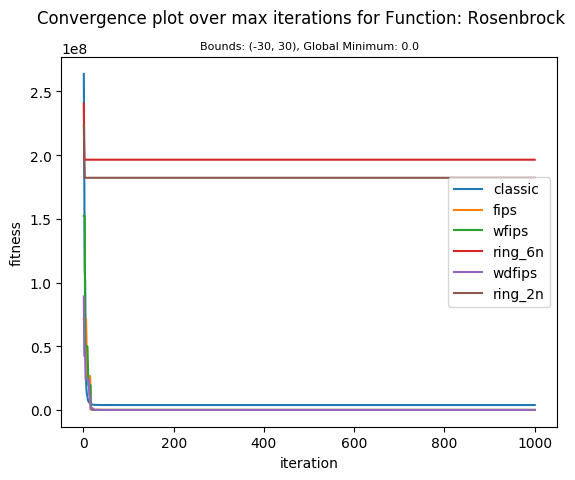 Convergence plot over max iterations for Function: Rosenbrock
Bounds: (-30, 30), Global Minimum: 0.0
1e8
2.5
2.0
1.5
1.0
0.5
0.0
fitness
classic
fips
wfips
ring_6n
wdfips
ring_2n
0 200 400 600 800 1000
iteration